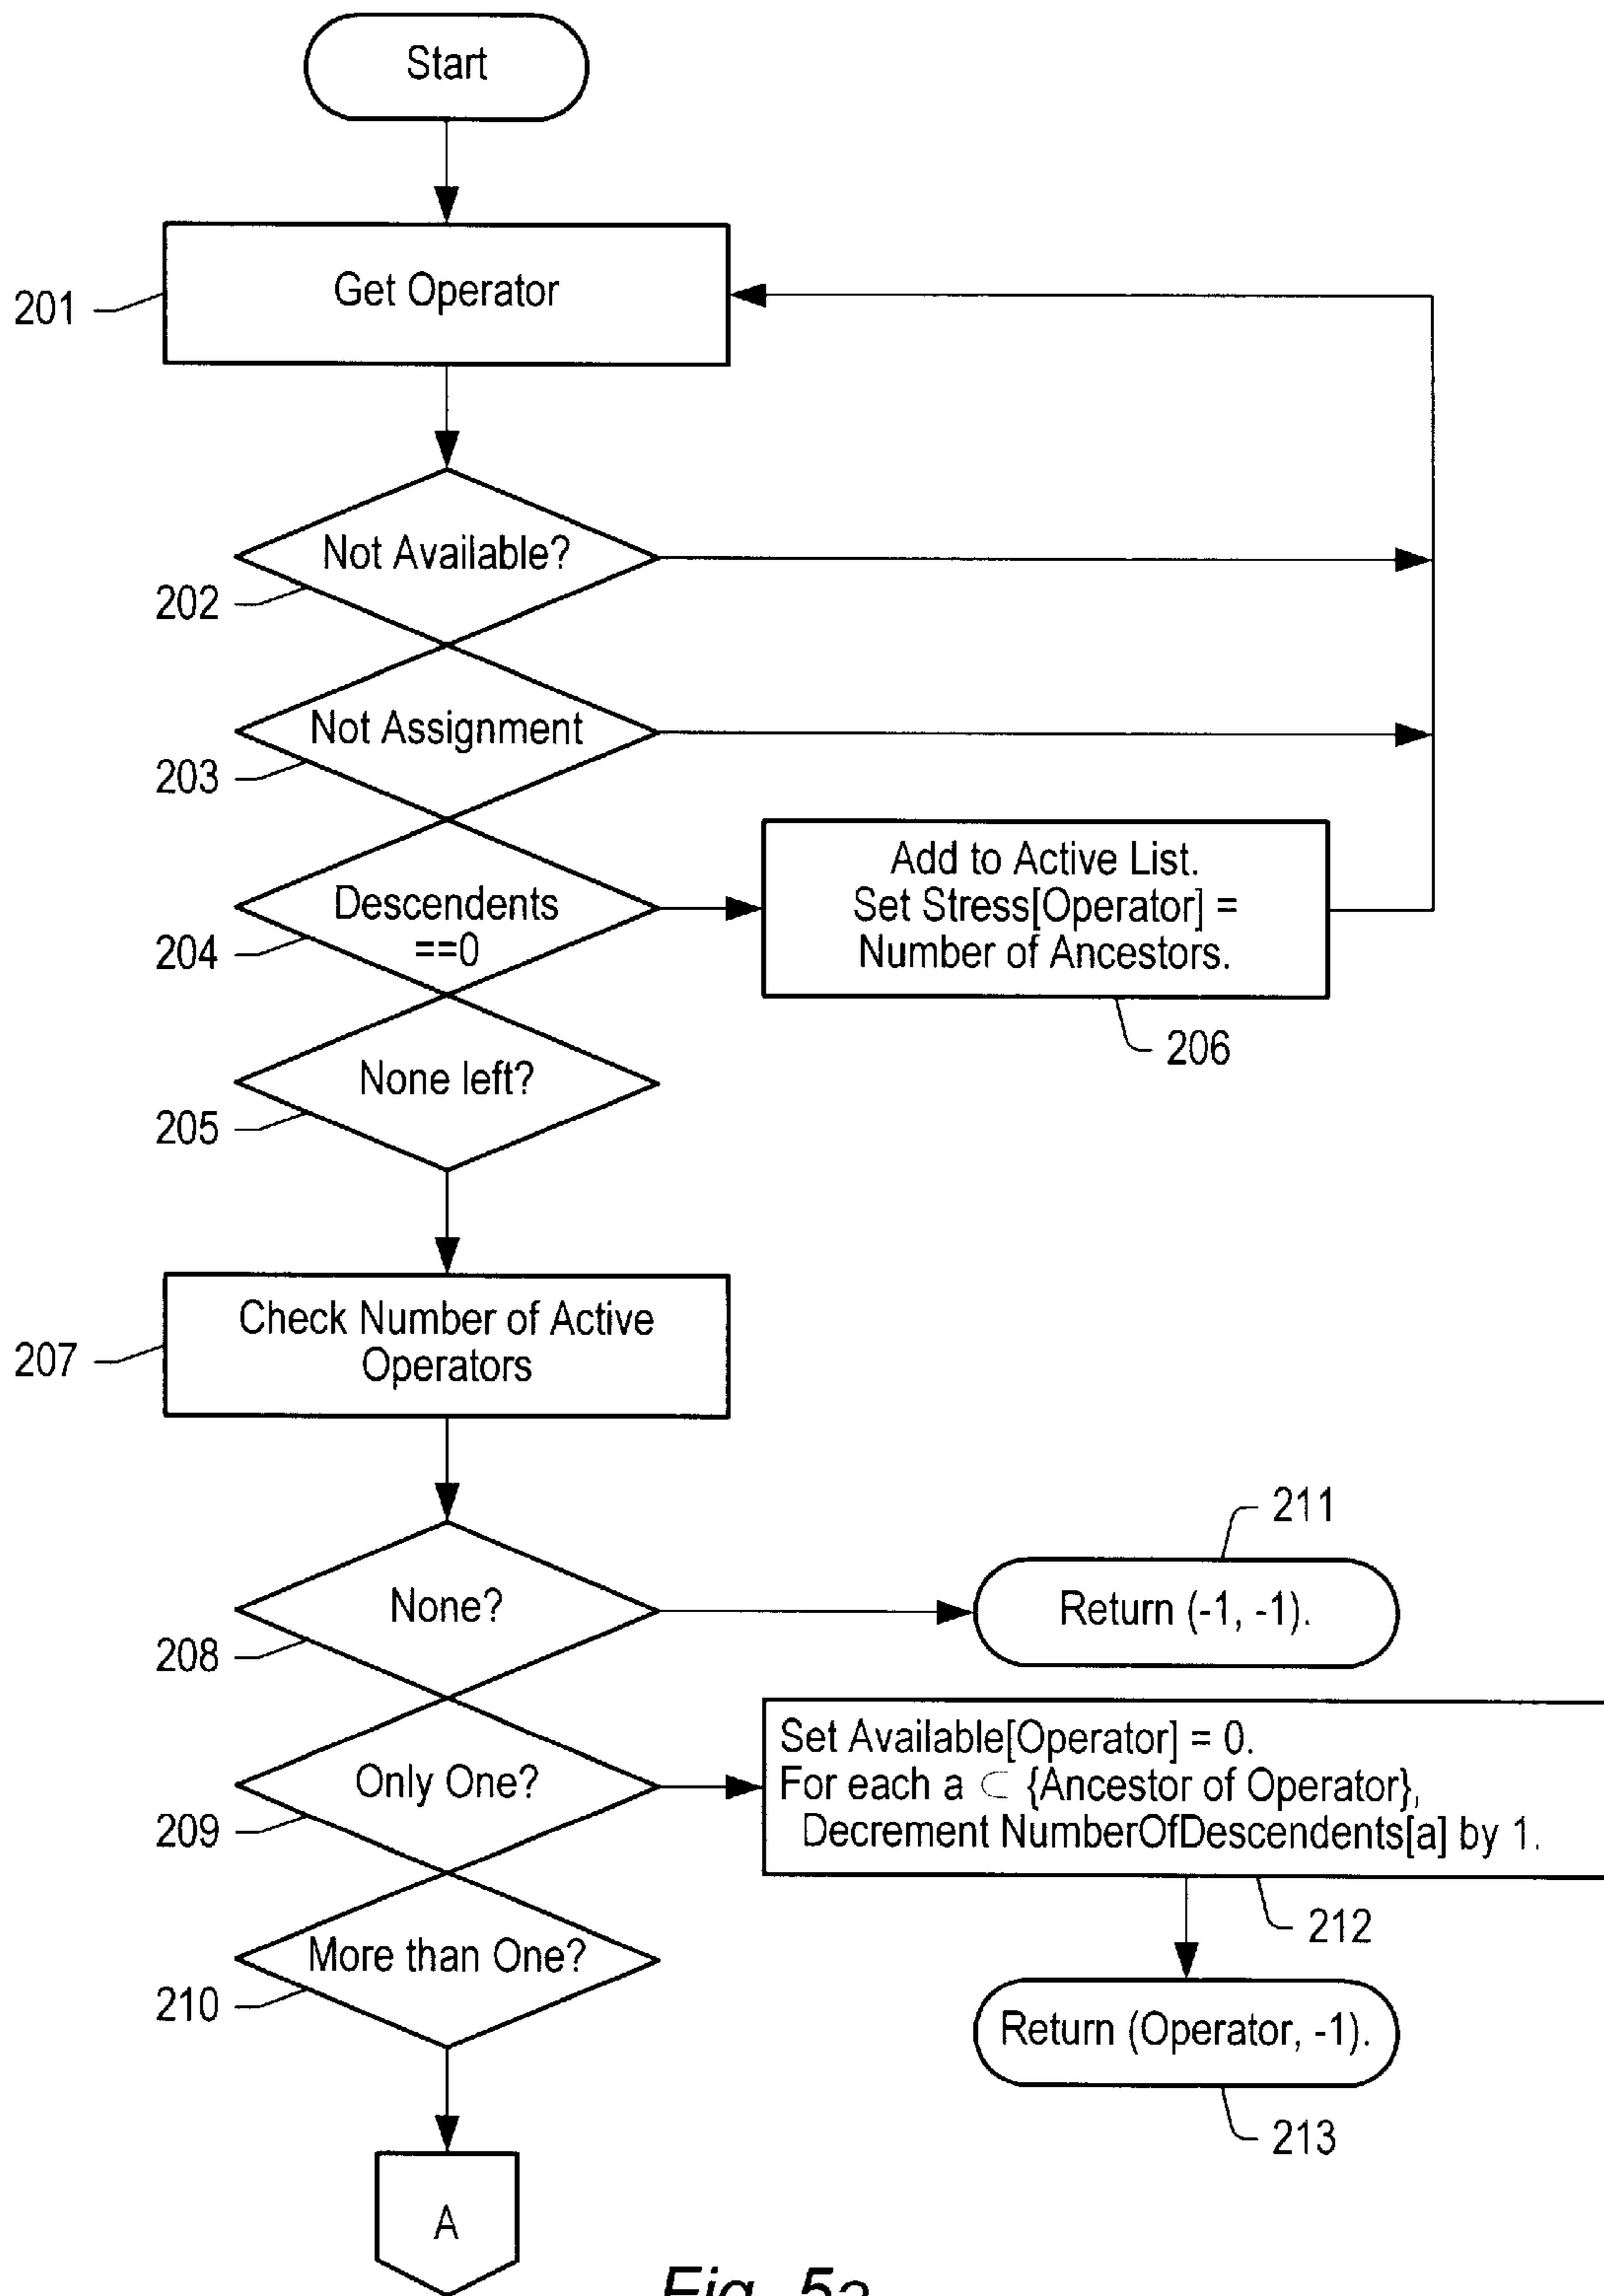 Start
Get Operator
201
Not Available?
202
Not Assignment
203
Descendents
==0
204
Add to Active List.
Set Stress[Operator] =
Number of Ancestors.
206
None left?
205
Check Number of Active
Operators
207
211
None?
208
Return (-1, -1).
Only One?
209
Set Available[Operator] = 0.
For each a ⊂ {Ancestor of Operator},
Decrement NumberOfDescendents[a] by 1.
212
More than One?
210
Return (Operator, -1).
213
A
Fig. 5a